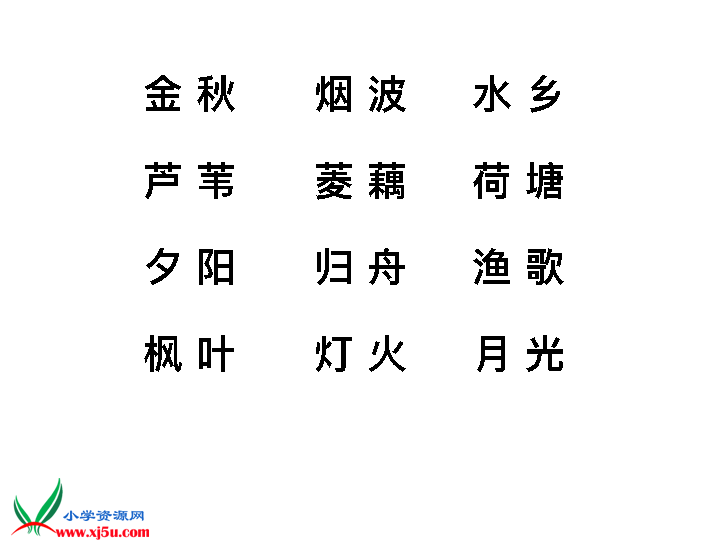 金秋 烟波 水乡
芦苇 菱藕 荷塘
夕阳 归舟 渔歌
枫叶 灯火 月光
小学资源网
www.xj5u.com